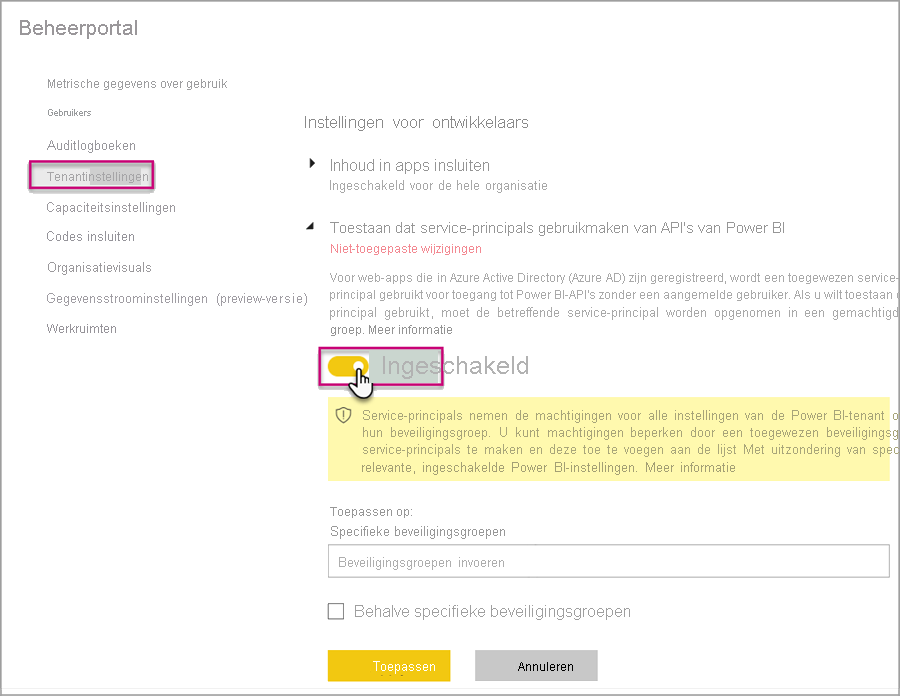 Beheerportal
Metrische gegevens over gebruik
Gebruikers
Auditlogboeken
Tenantinstellingen
Capaciteitsinstellingen
Codes insluiten
Organisatievisuals
Gegevensstroominstellingen (preview-versie)
Werkruimten
Instellingen voor ontwikkelaars
Inhoud in apps insluiten
Ingeschakeld voor de hele organisatie
Toestaan dat service-principals gebruikmaken van API's van Power BI
Niet-toegepaste wijzigingen
Voor web-apps die in Azure Active Directory (Azure AD) zijn geregistreerd, wordt een toegewezen service-
principal gebruikt voor toegang tot Power BI-API's zonder een aangemelde gebruiker. Als u wilt toestaan
principal gebruikt, moet de betreffende service-principal worden opgenomen in een gemachtigd
groep. Meer informatie
Ingeschakeld
Service-principals nemen de machtigingen voor alle instellingen van de Power BI-tenant o
hun beveiligingsgroep. U kunt machtigingen beperken door een toegewezen beveiligingsg
service-principals te maken en deze toe te voegen aan de lijst Met uitzondering van spec
relevante, ingeschakelde Power BI-instellingen. Meer informatie
Toepassen op:
Specifieke beveiligingsgroepen
Beveiligingsgroepen invoeren
Behalve specifieke beveiligingsgroepen
Toepassen
Annuleren